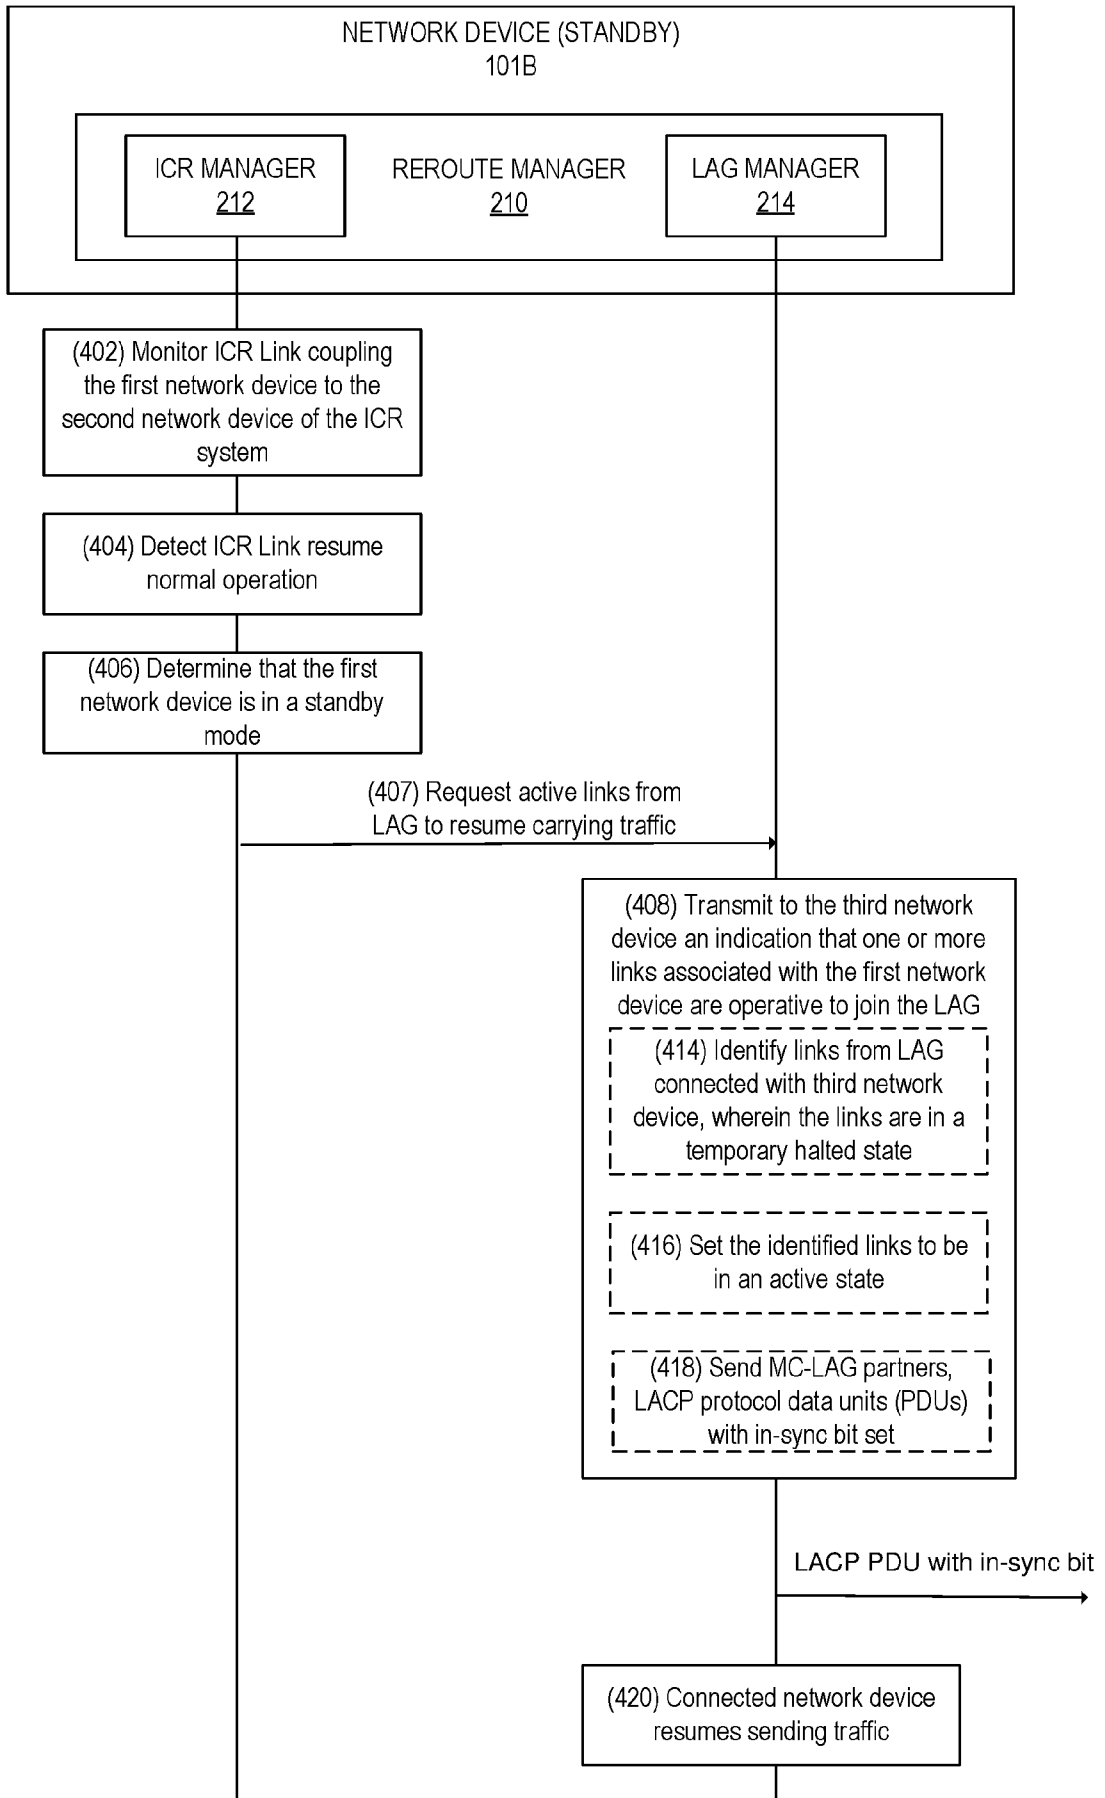 NETWORK DEVICE (STANDBY)
101B
ICR MANAGER
212
REROUTE MANAGER
210
LAG MANAGER
214
(402) Monitor ICR Link coupling
the first network device to the
second network device of the ICR
system
(404) Detect ICR Link resume
normal operation
(406) Determine that the first
network device is in a standby
mode
(407) Request active links from
LAG to resume carrying traffic
(408) Transmit to the third network
device an indication that one or more
links associated with the first network
device are operative to join the LAG
(414) Identify links from LAG
connected with third network
device, wherein the links are in a
temporary halted state
(416) Set the identified links to be
in an active state
(418) Send MC-LAG partners,
LACP protocol data units (PDUs)
with in-sync bit set
LACP PDU with in-sync bit
(420) Connected network device
resumes sending traffic